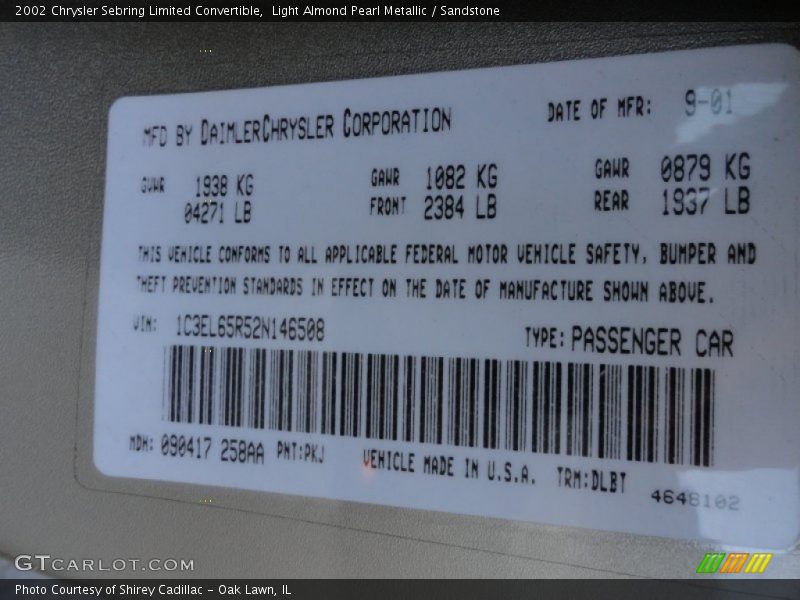 2002 Chrysler Sebring Limited Convertible,  Light Almond Pearl Metallic / Sandstone
MFD BY DAIMLERCHRYSLER CORPORATION DATE OF MFR: 9-01
GVWR 1938 KG GAWR 1082 KG GAWR 0879 KG
04271 LB FRONT 2384 LB REAR 1937 LB
THIS VEHICLE CONFORMS TO ALL APPLICABLE FEDERAL MOTOR VEHICLE SAFETY, BUMPER AND
THEFT PREVENTION STANDARDS IN EFFECT ON THE DATE OF MANUFACTURE SHOWN ABOVE.
VIN: 1C3EL65R52N146508 TYPE: PASSENGER CAR
MDH: 090417 258AA PNT:PKJ VEHICLE MADE IN U.S.A. TRM:DLBT 4648102
GTCARLOT.COM
Photo Courtesy of Shirey Cadillac - Oak Lawn, IL